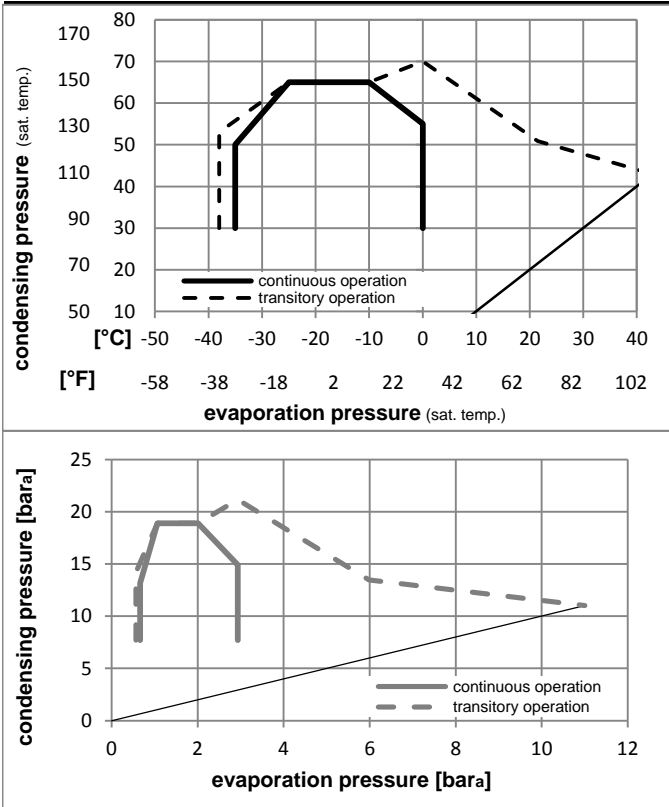 condensing pressure (sat. temp.)
170 80
150 70
60
130 50
110 40
90 30
70 20
50 10
continuous operation
transitory operation
[°C] -50 -40 -30 -20 -10 0 10 20 30 40
[°F] -58 -38 -18 2 22 42 62 82 102
evaporation pressure (sat. temp.)
condensing pressure [bara]
25
20
15
10
5
0
continuous operation
transitory operation
0 2 4 6 8 10 12
evaporation pressure [bara]